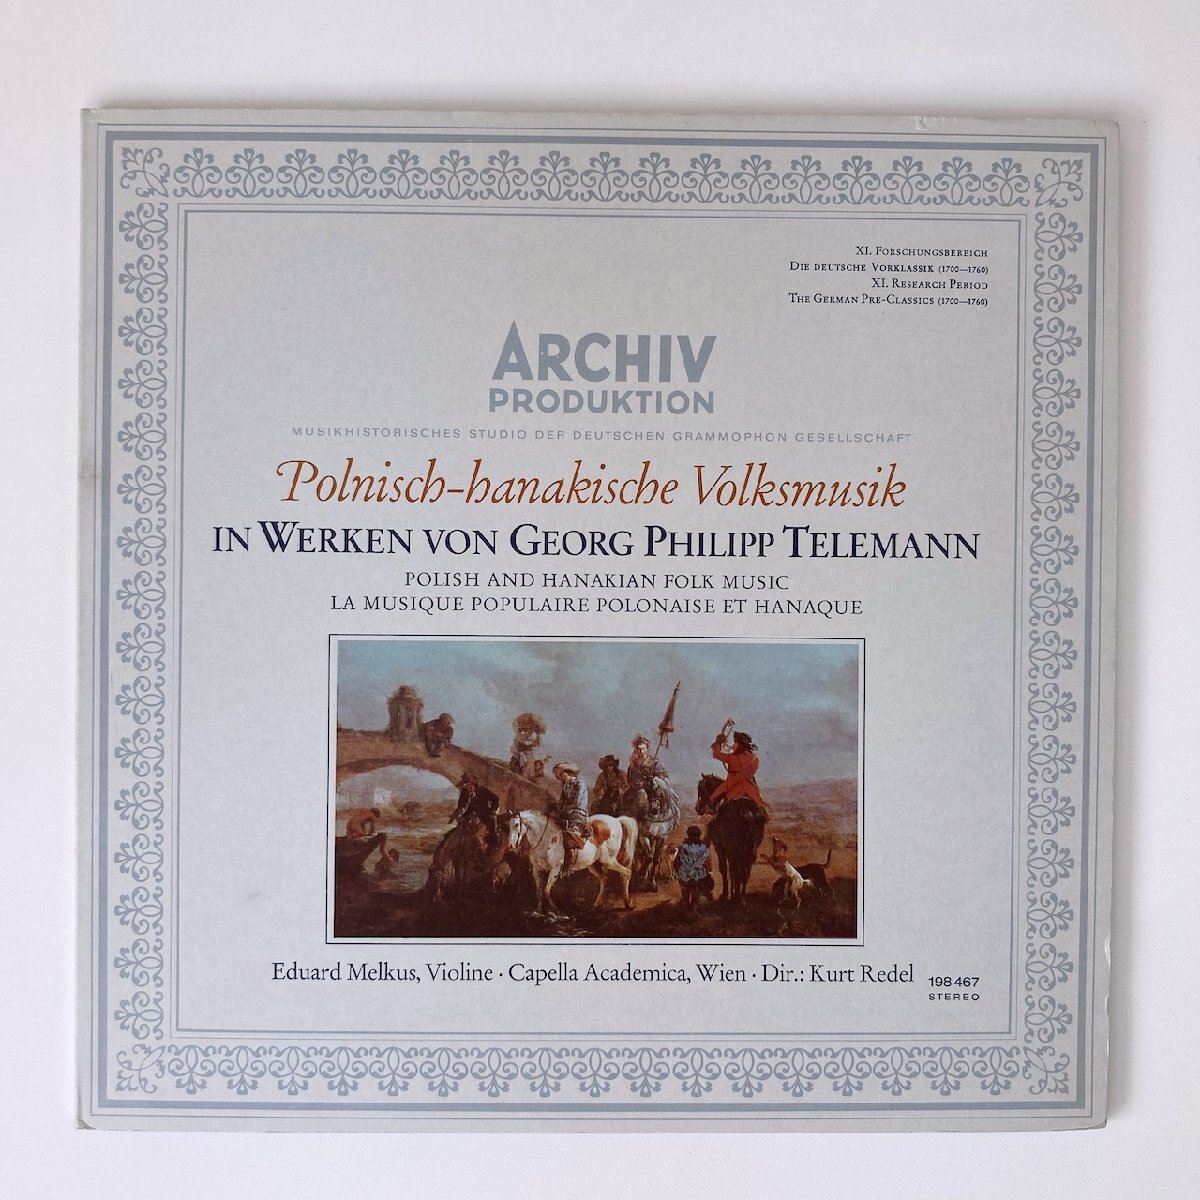 XI. Forschungsbereich
Die deutsche Vorklassik (1700—1760)
XI. Research Period
The German Pre-Classics (1700—1760)
ARCHIV
PRODUKTION
MUSIKHISTORISCHES STUDIO DER DEUTSCHEN GRAMMOPHON GESELLSCHAFT
Polnisch-hanakische Volksmusik
IN WERKEN VON GEORG PHILIPP TELEMANN
POLISH AND HANAKIAN FOLK MUSIC
LA MUSIQUE POPULAIRE POLONAISE ET HANAQUE
Eduard Melkus, Violine · Capella Academica, Wien · Dir.: Kurt Redel
198 467
STEREO